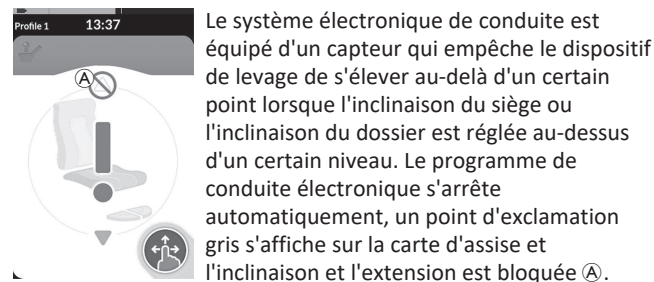 Profile 1 13:37
Ⓐ
Le système électronique de conduite est
équipé d'un capteur qui empêche le dispositif
de levage de s'élever au-delà d'un certain
point lorsque l'inclinaison du siège ou
l'inclinaison du dossier est réglée au-dessus
d'un certain niveau. Le programme de
conduite électronique s'arrête
automatiquement, un point d'exclamation
gris s'affiche sur la carte d'assise et
l'inclinaison et l'extension est bloquée Ⓐ.